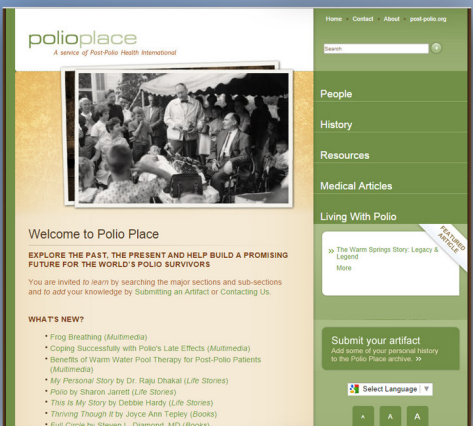 Home • Contact • About • post-polio.org
polioplace
A service of Post-Polio Health International
Search
People
History
Resources
Medical Articles
Living With Polio
FEATURED
ARTICLE
» The Warm Springs Story: Legacy &
Legend
More
Submit your artifact
Add some of your personal history
to the Polio Place archive. »
Select Language | ▼
A A A
Welcome to Polio Place
EXPLORE THE PAST, THE PRESENT AND HELP BUILD A PROMISING
FUTURE FOR THE WORLD'S POLIO SURVIVORS
You are invited to learn by searching the major sections and sub-sections
and to add your knowledge by Submitting an Artifact or Contacting Us.
WHAT'S NEW?
• Frog Breathing (Multimedia)
• Coping Successfully with Polio's Late Effects (Multimedia)
• Benefits of Warm Water Pool Therapy for Post-Polio Patients
(Multimedia)
• My Personal Story by Dr. Raju Dhakal (Life Stories)
• Polio by Sharon Jarrett (Life Stories)
• This Is My Story by Debbie Hardy (Life Stories)
• Thriving Though It by Joyce Ann Tepley (Books)
• Full Circle by Steven L. Diamond, MD (Books)